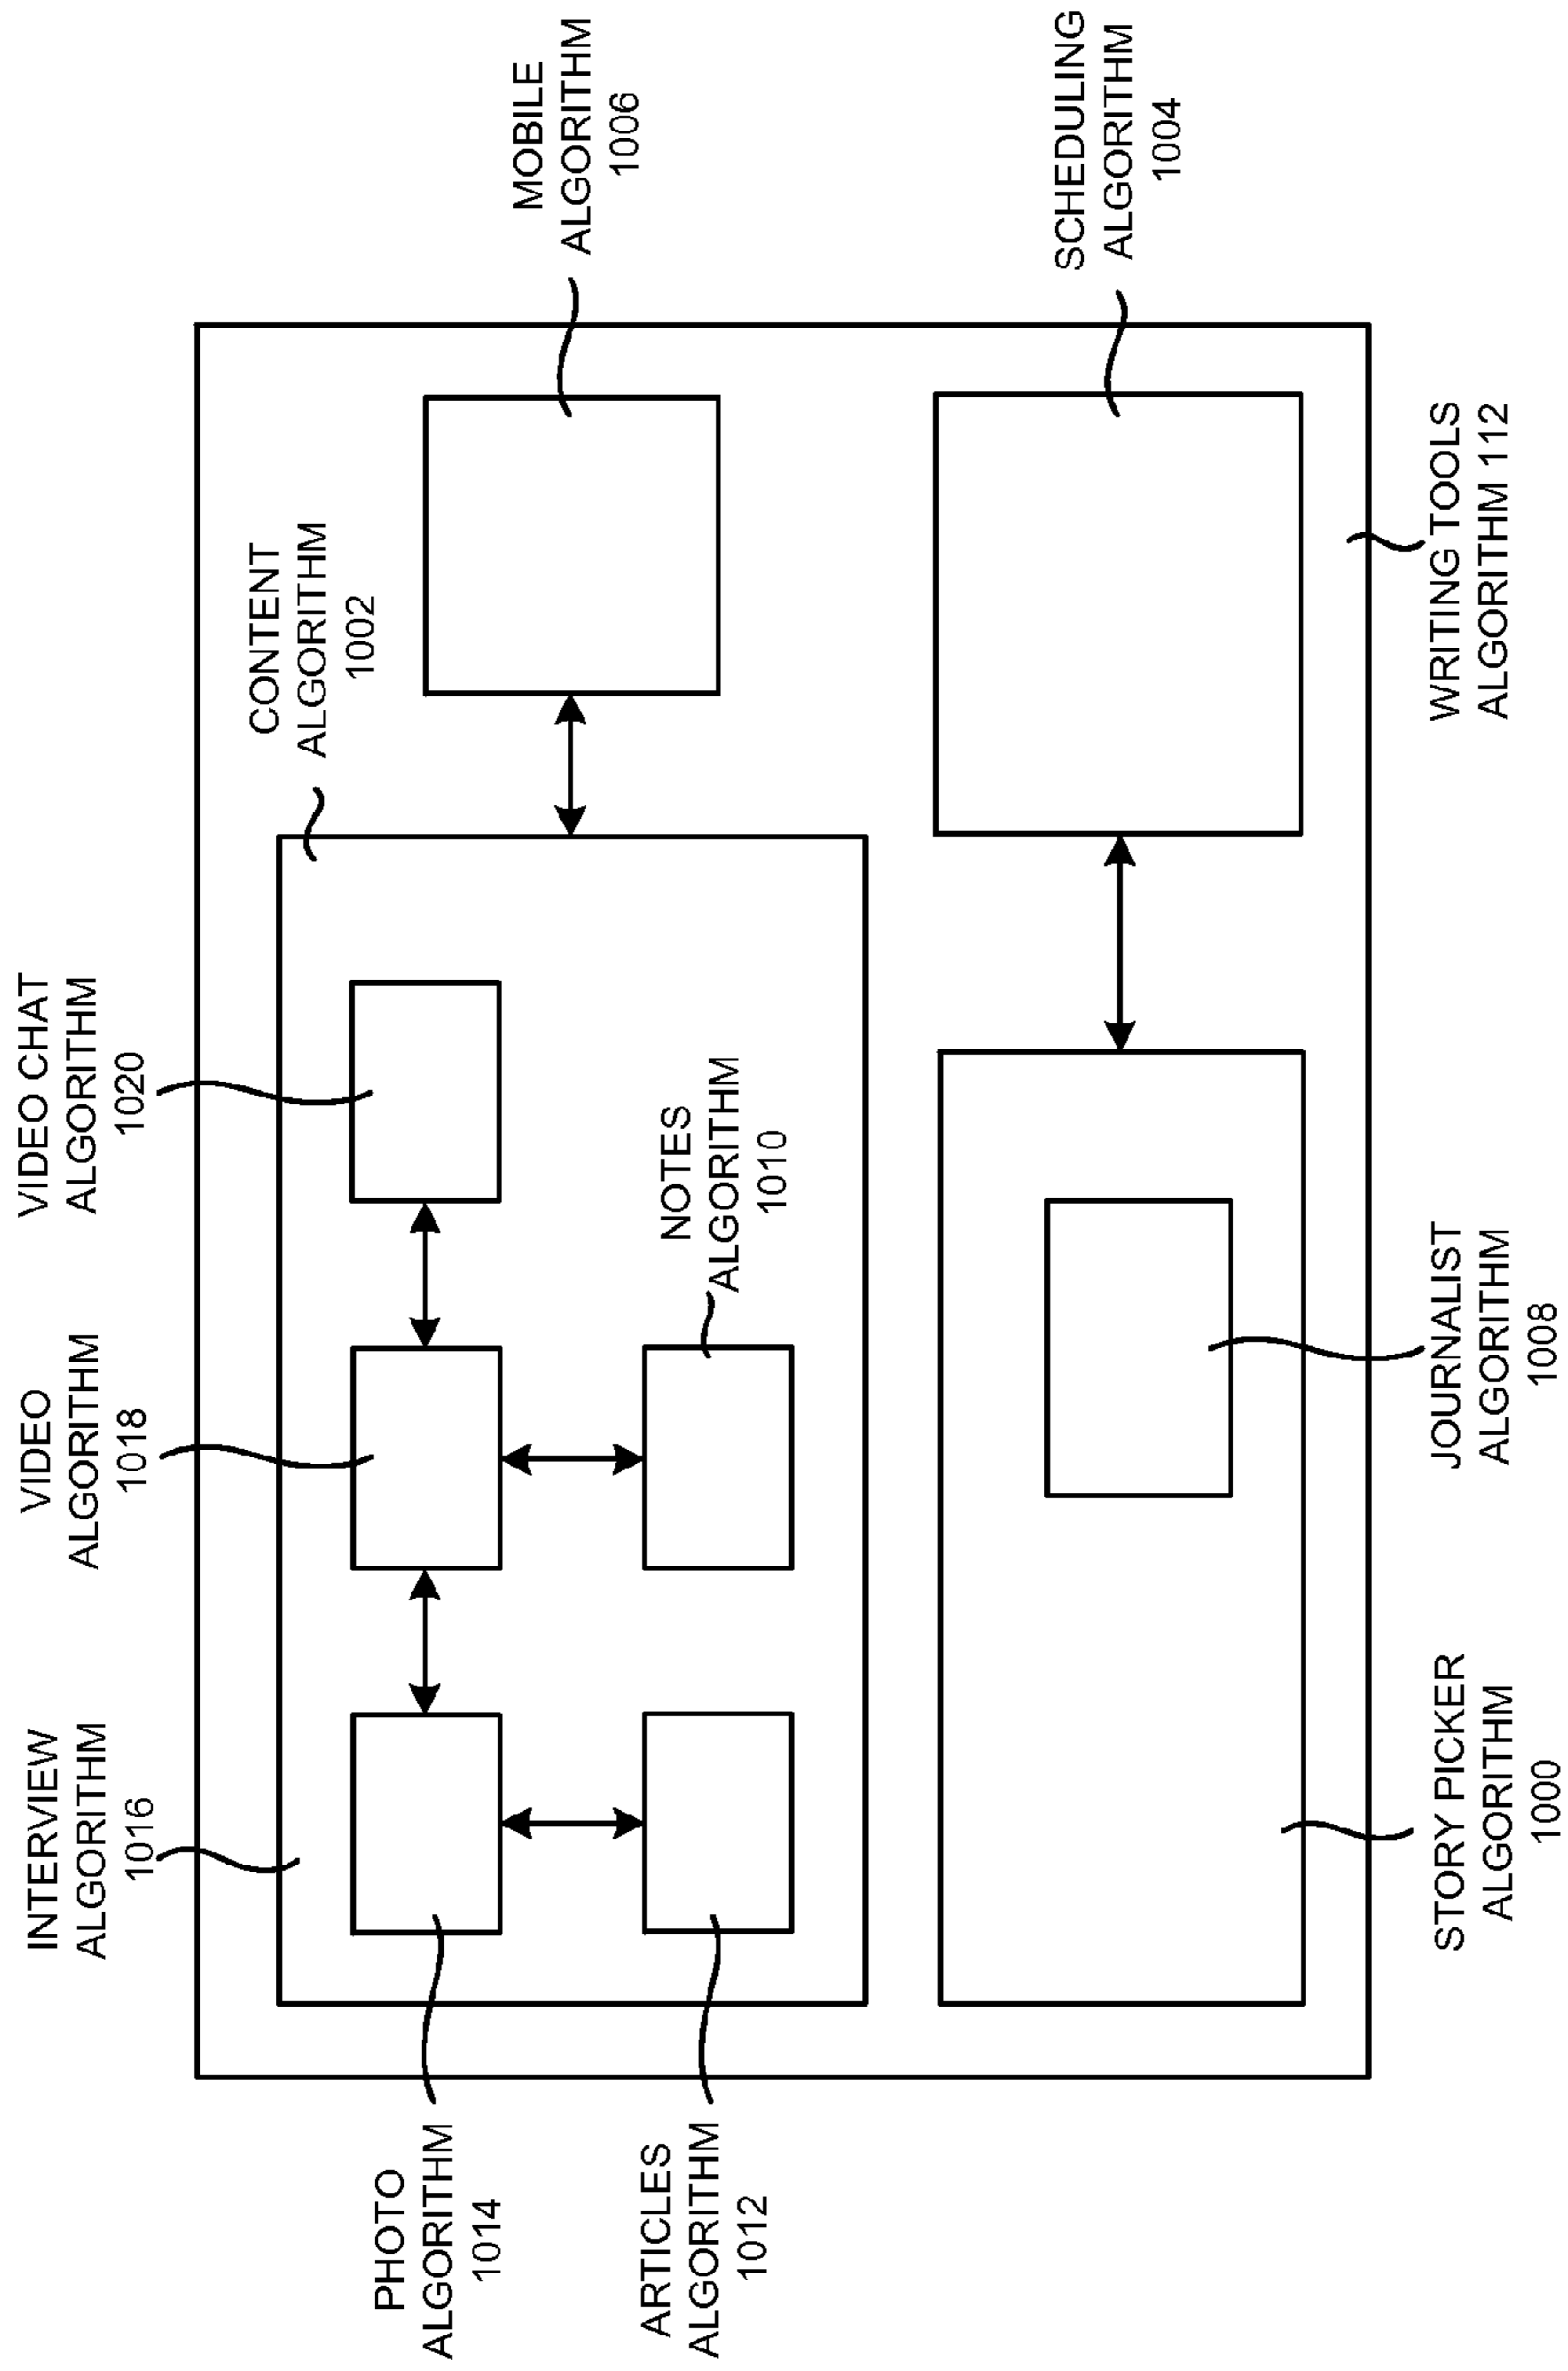 INTERVIEW
ALGORITHM
1016
VIDEO
ALGORITHM
1018
VIDEO CHAT
ALGORITHM
1020
CONTENT
ALGORITHM
1002
MOBILE
ALGORITHM
1006
PHOTO
ALGORITHM
1014
ARTICLES
ALGORITHM
1012
NOTES
ALGORITHM
1010
SCHEDULING
ALGORITHM
1004
STORY PICKER
ALGORITHM
1000
JOURNALIST
ALGORITHM
1008
WRITING TOOLS
ALGORITHM 112